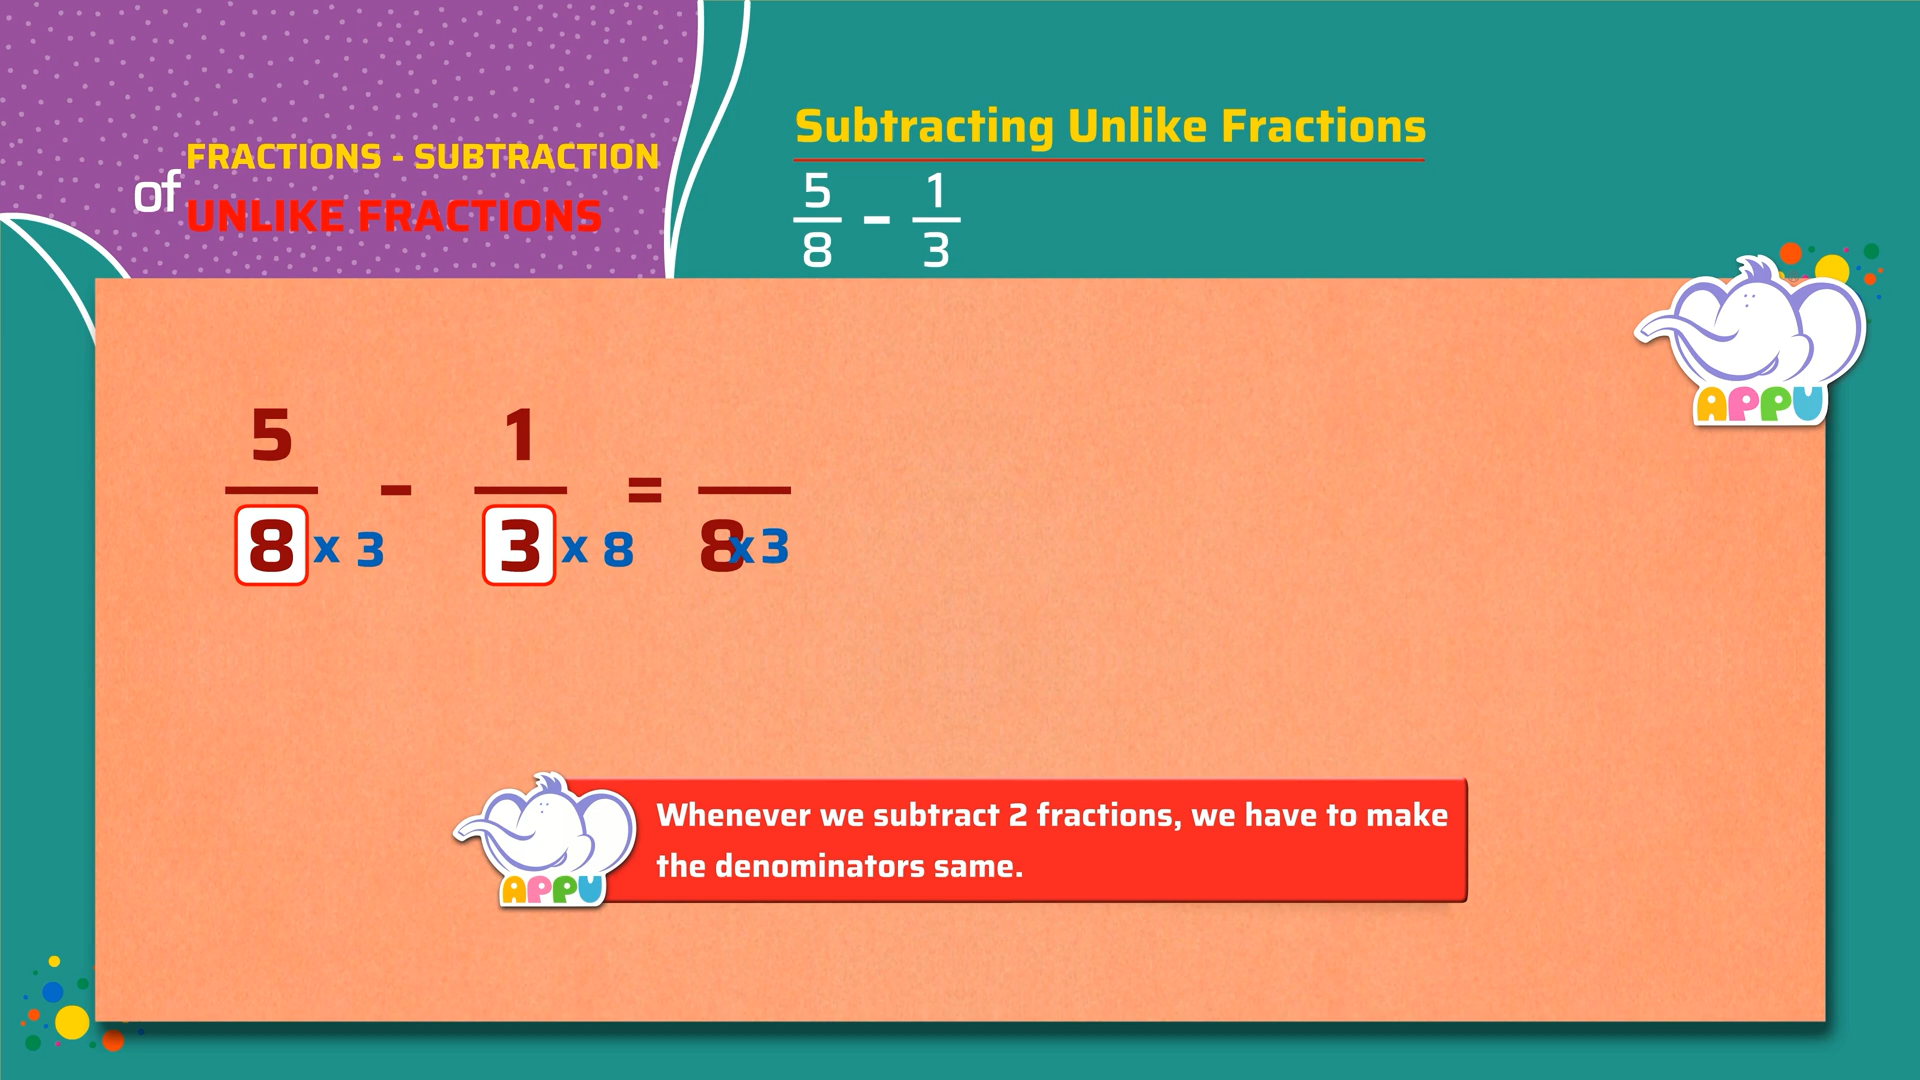 FRACTIONS - SUBTRACTION
of UNLIKE FRACTIONS
Subtracting Unlike Fractions
5/8 - 1/3
5/8 x 3 - 1/3 x 8 = /8 x 3
APPU
Whenever we subtract 2 fractions, we have to make
the denominators same.
APPU